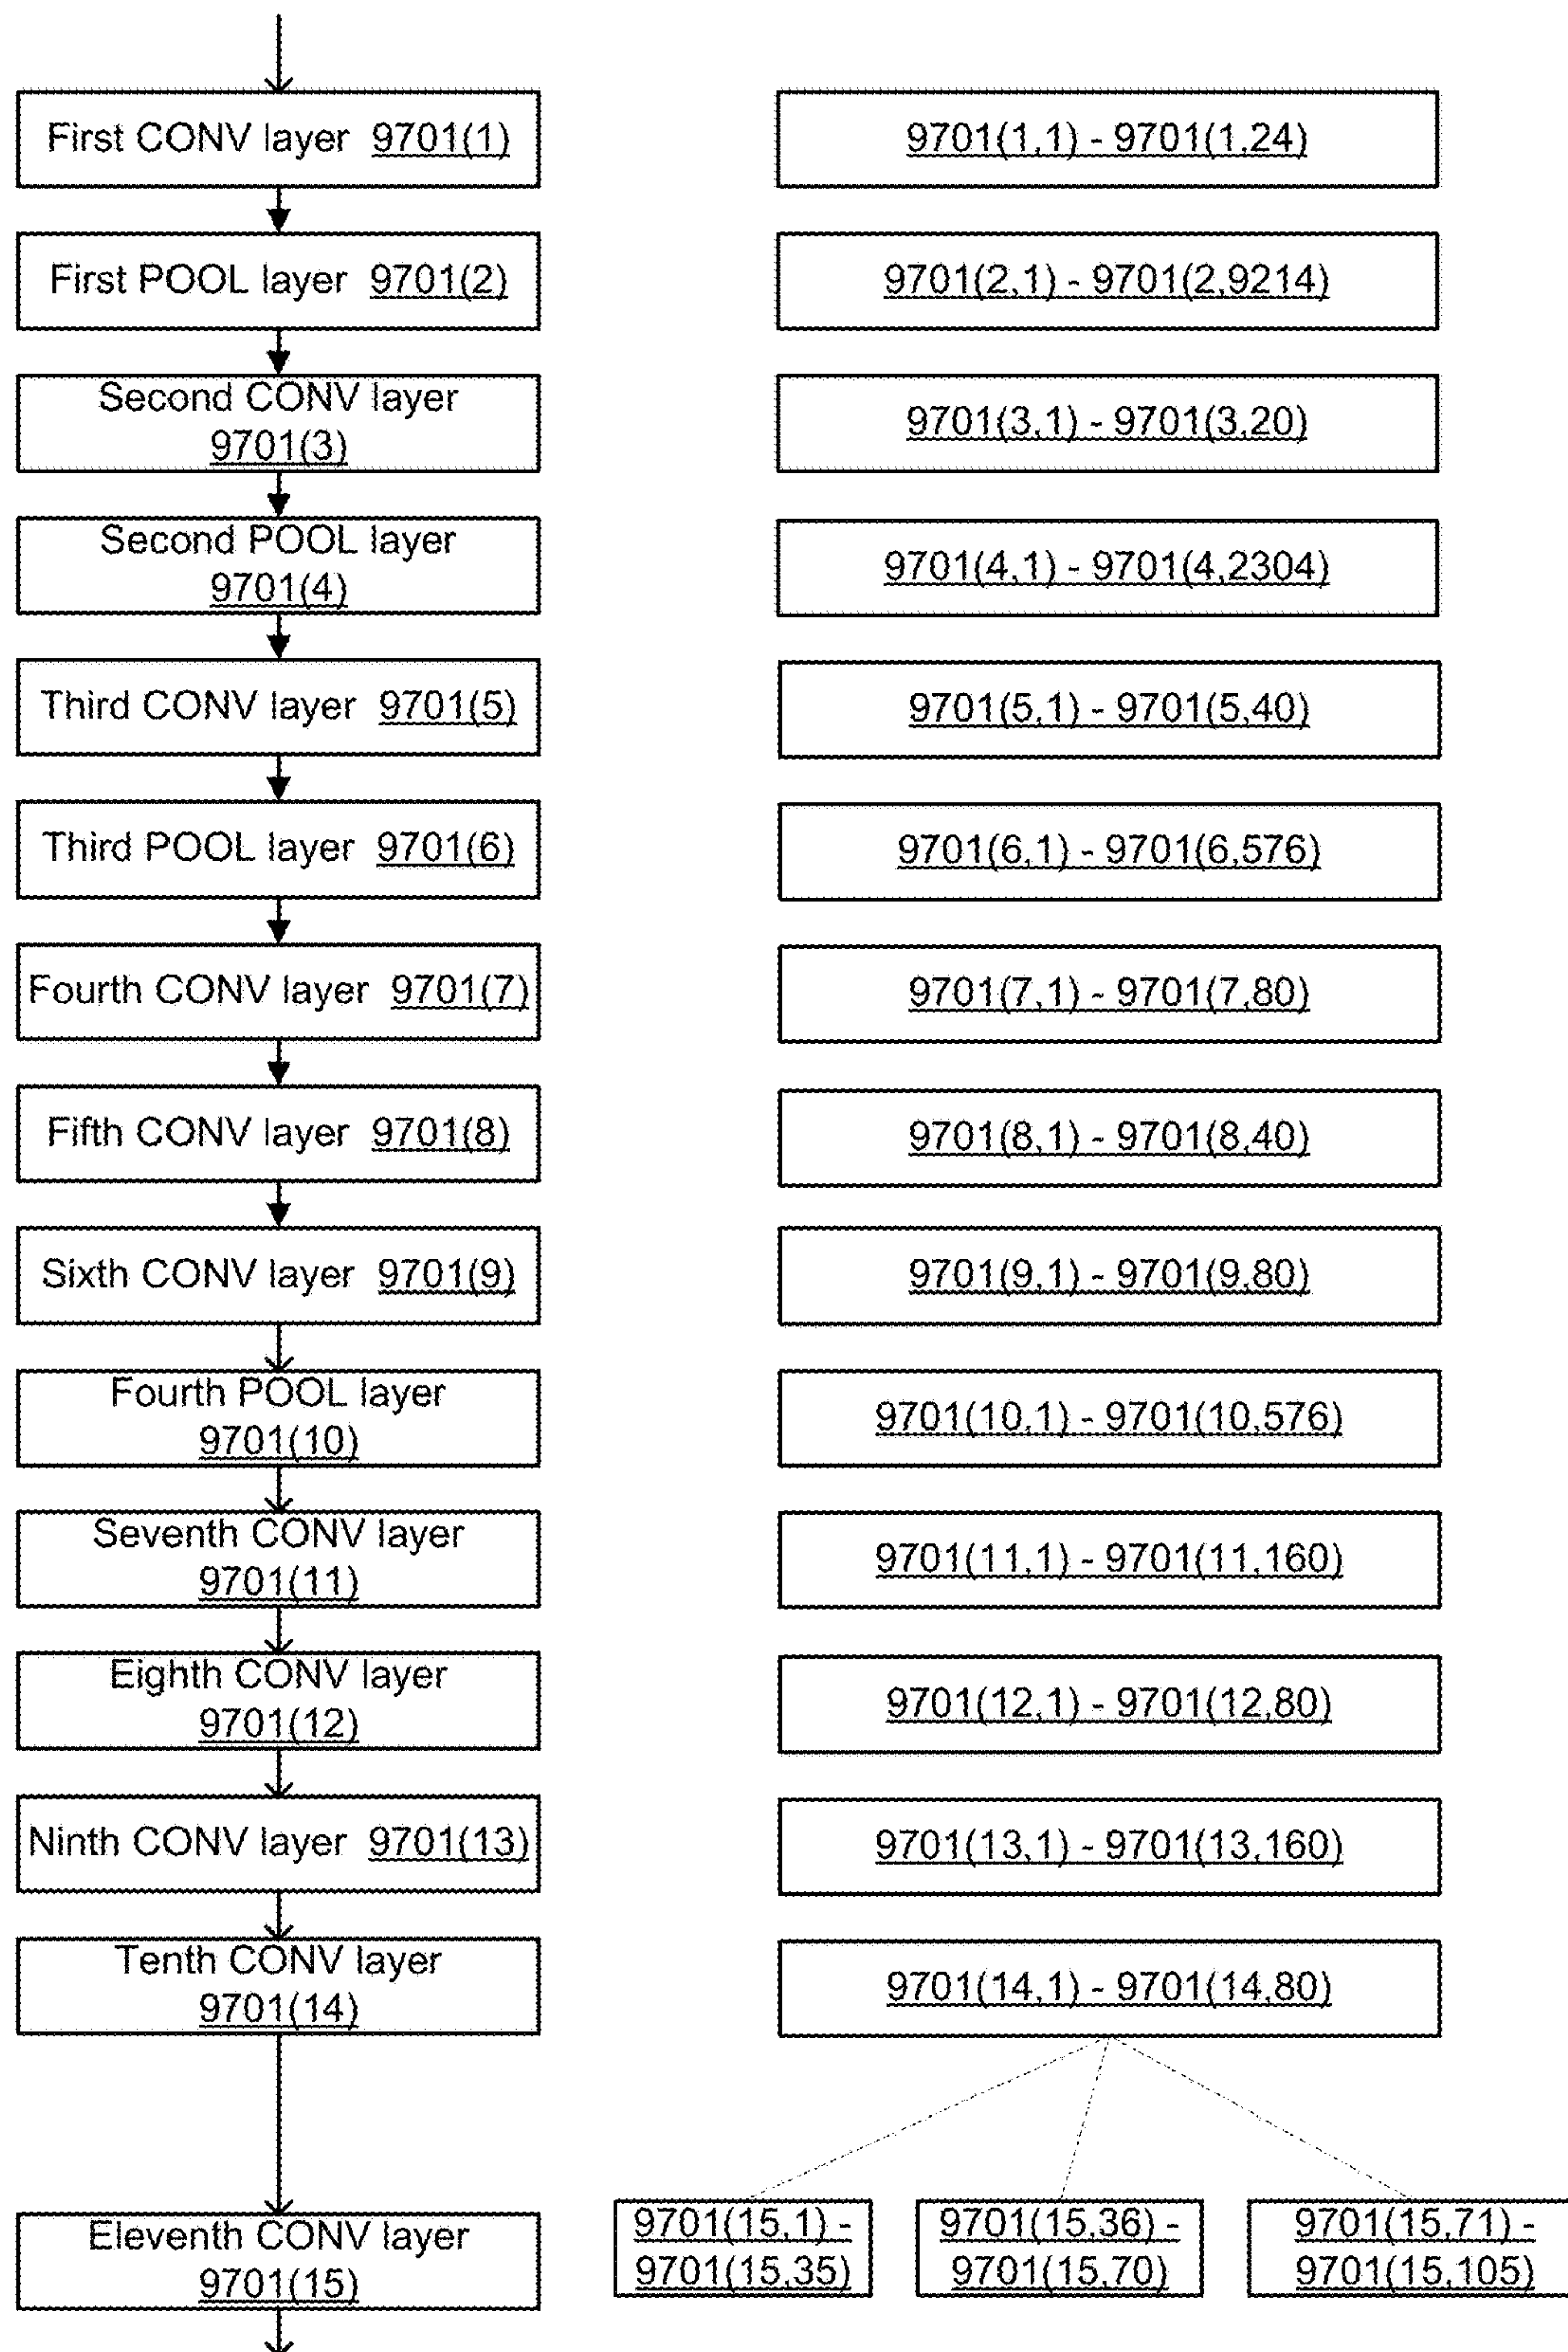 First CONV layer 9701(1)
9701(1,1) - 9701(1,24)
First POOL layer 9701(2)
9701(2,1) - 9701(2,9214)
Second CONV layer
9701(3)
9701(3,1) - 9701(3,20)
Second POOL layer
9701(4)
9701(4,1) - 9701(4,2304)
Third CONV layer 9701(5)
9701(5,1) - 9701(5,40)
Third POOL layer 9701(6)
9701(6,1) - 9701(6,576)
Fourth CONV layer 9701(7)
9701(7,1) - 9701(7,80)
Fifth CONV layer 9701(8)
9701(8,1) - 9701(8,40)
Sixth CONV layer 9701(9)
9701(9,1) - 9701(9,80)
Fourth POOL layer
9701(10)
9701(10,1) - 9701(10,576)
Seventh CONV layer
9701(11)
9701(11,1) - 9701(11,160)
Eighth CONV layer
9701(12)
9701(12,1) - 9701(12,80)
Ninth CONV layer 9701(13)
9701(13,1) - 9701(13,160)
Tenth CONV layer
9701(14)
9701(14,1) - 9701(14,80)
Eleventh CONV layer
9701(15)
9701(15,1) -
9701(15,35)
9701(15,36) -
9701(15,70)
9701(15,71) -
9701(15,105)